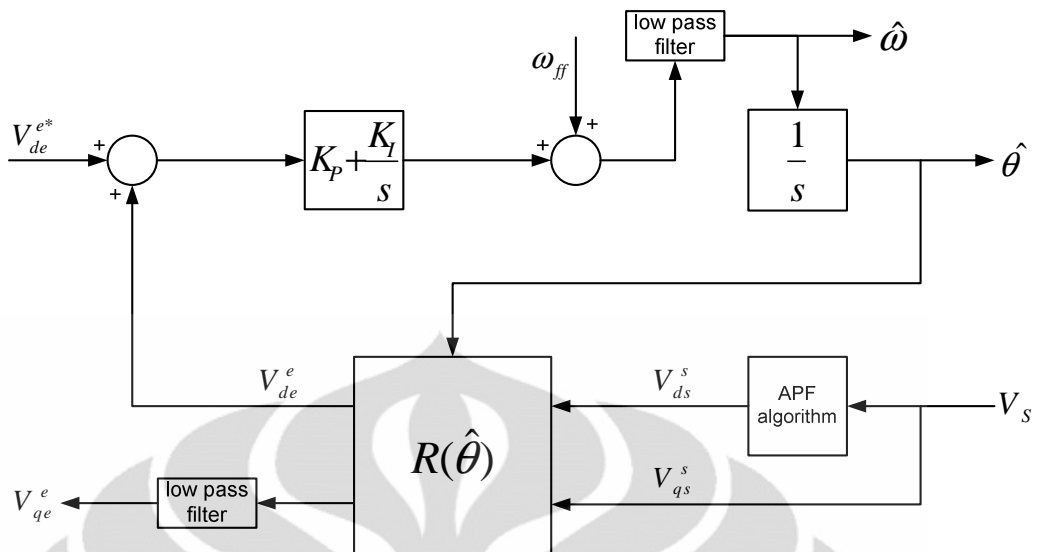 low pass
filter
ω̂
ω_ff
V_de^e*
+
+
K_P + K_I/s
+
+
1/s
θ̂
V_de^e
R(θ̂)
V_ds^s
APF
algorithm
V_S
V_qs^s
V_qe^e
low pass
filter